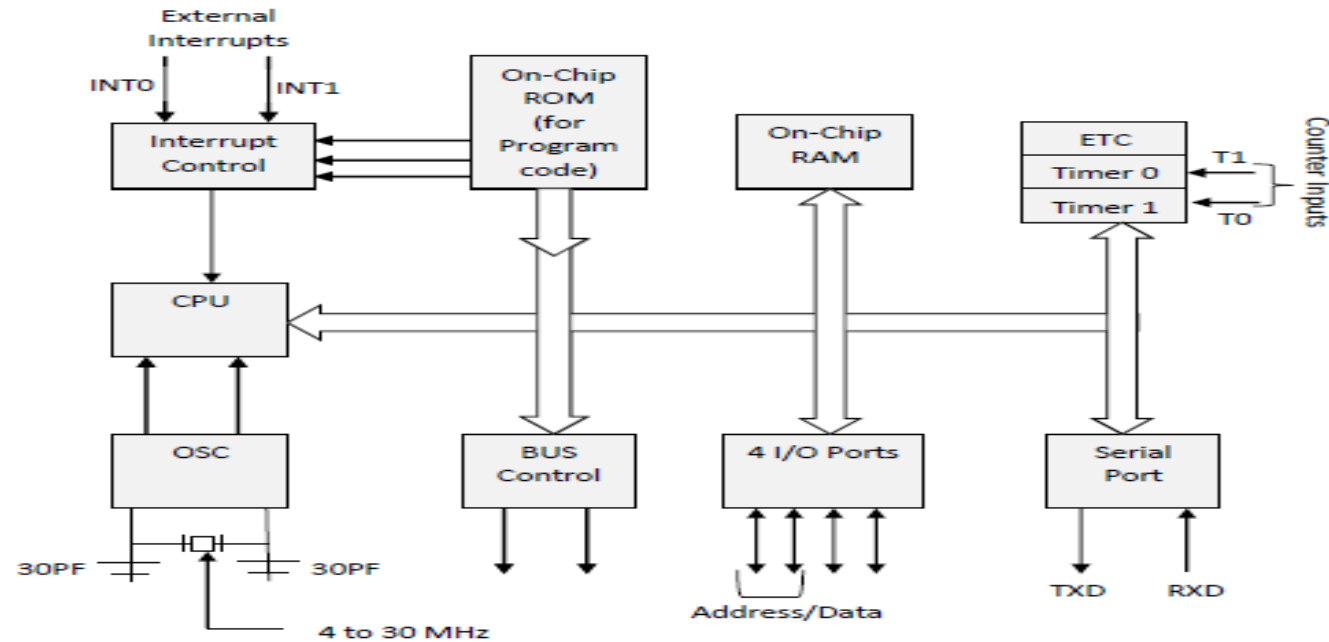 External
Interrupts
INT0
INT1
On-Chip
ROM
(for
Program
code)
Interrupt
Control
On-Chip
RAM
ETC
Timer 0
Timer 1
T1
T0
Counter Inputs
CPU
OSC
BUS
Control
4 I/O Ports
Serial
Port
30PF
30PF
4 to 30 MHz
Address/Data
TXD
RXD